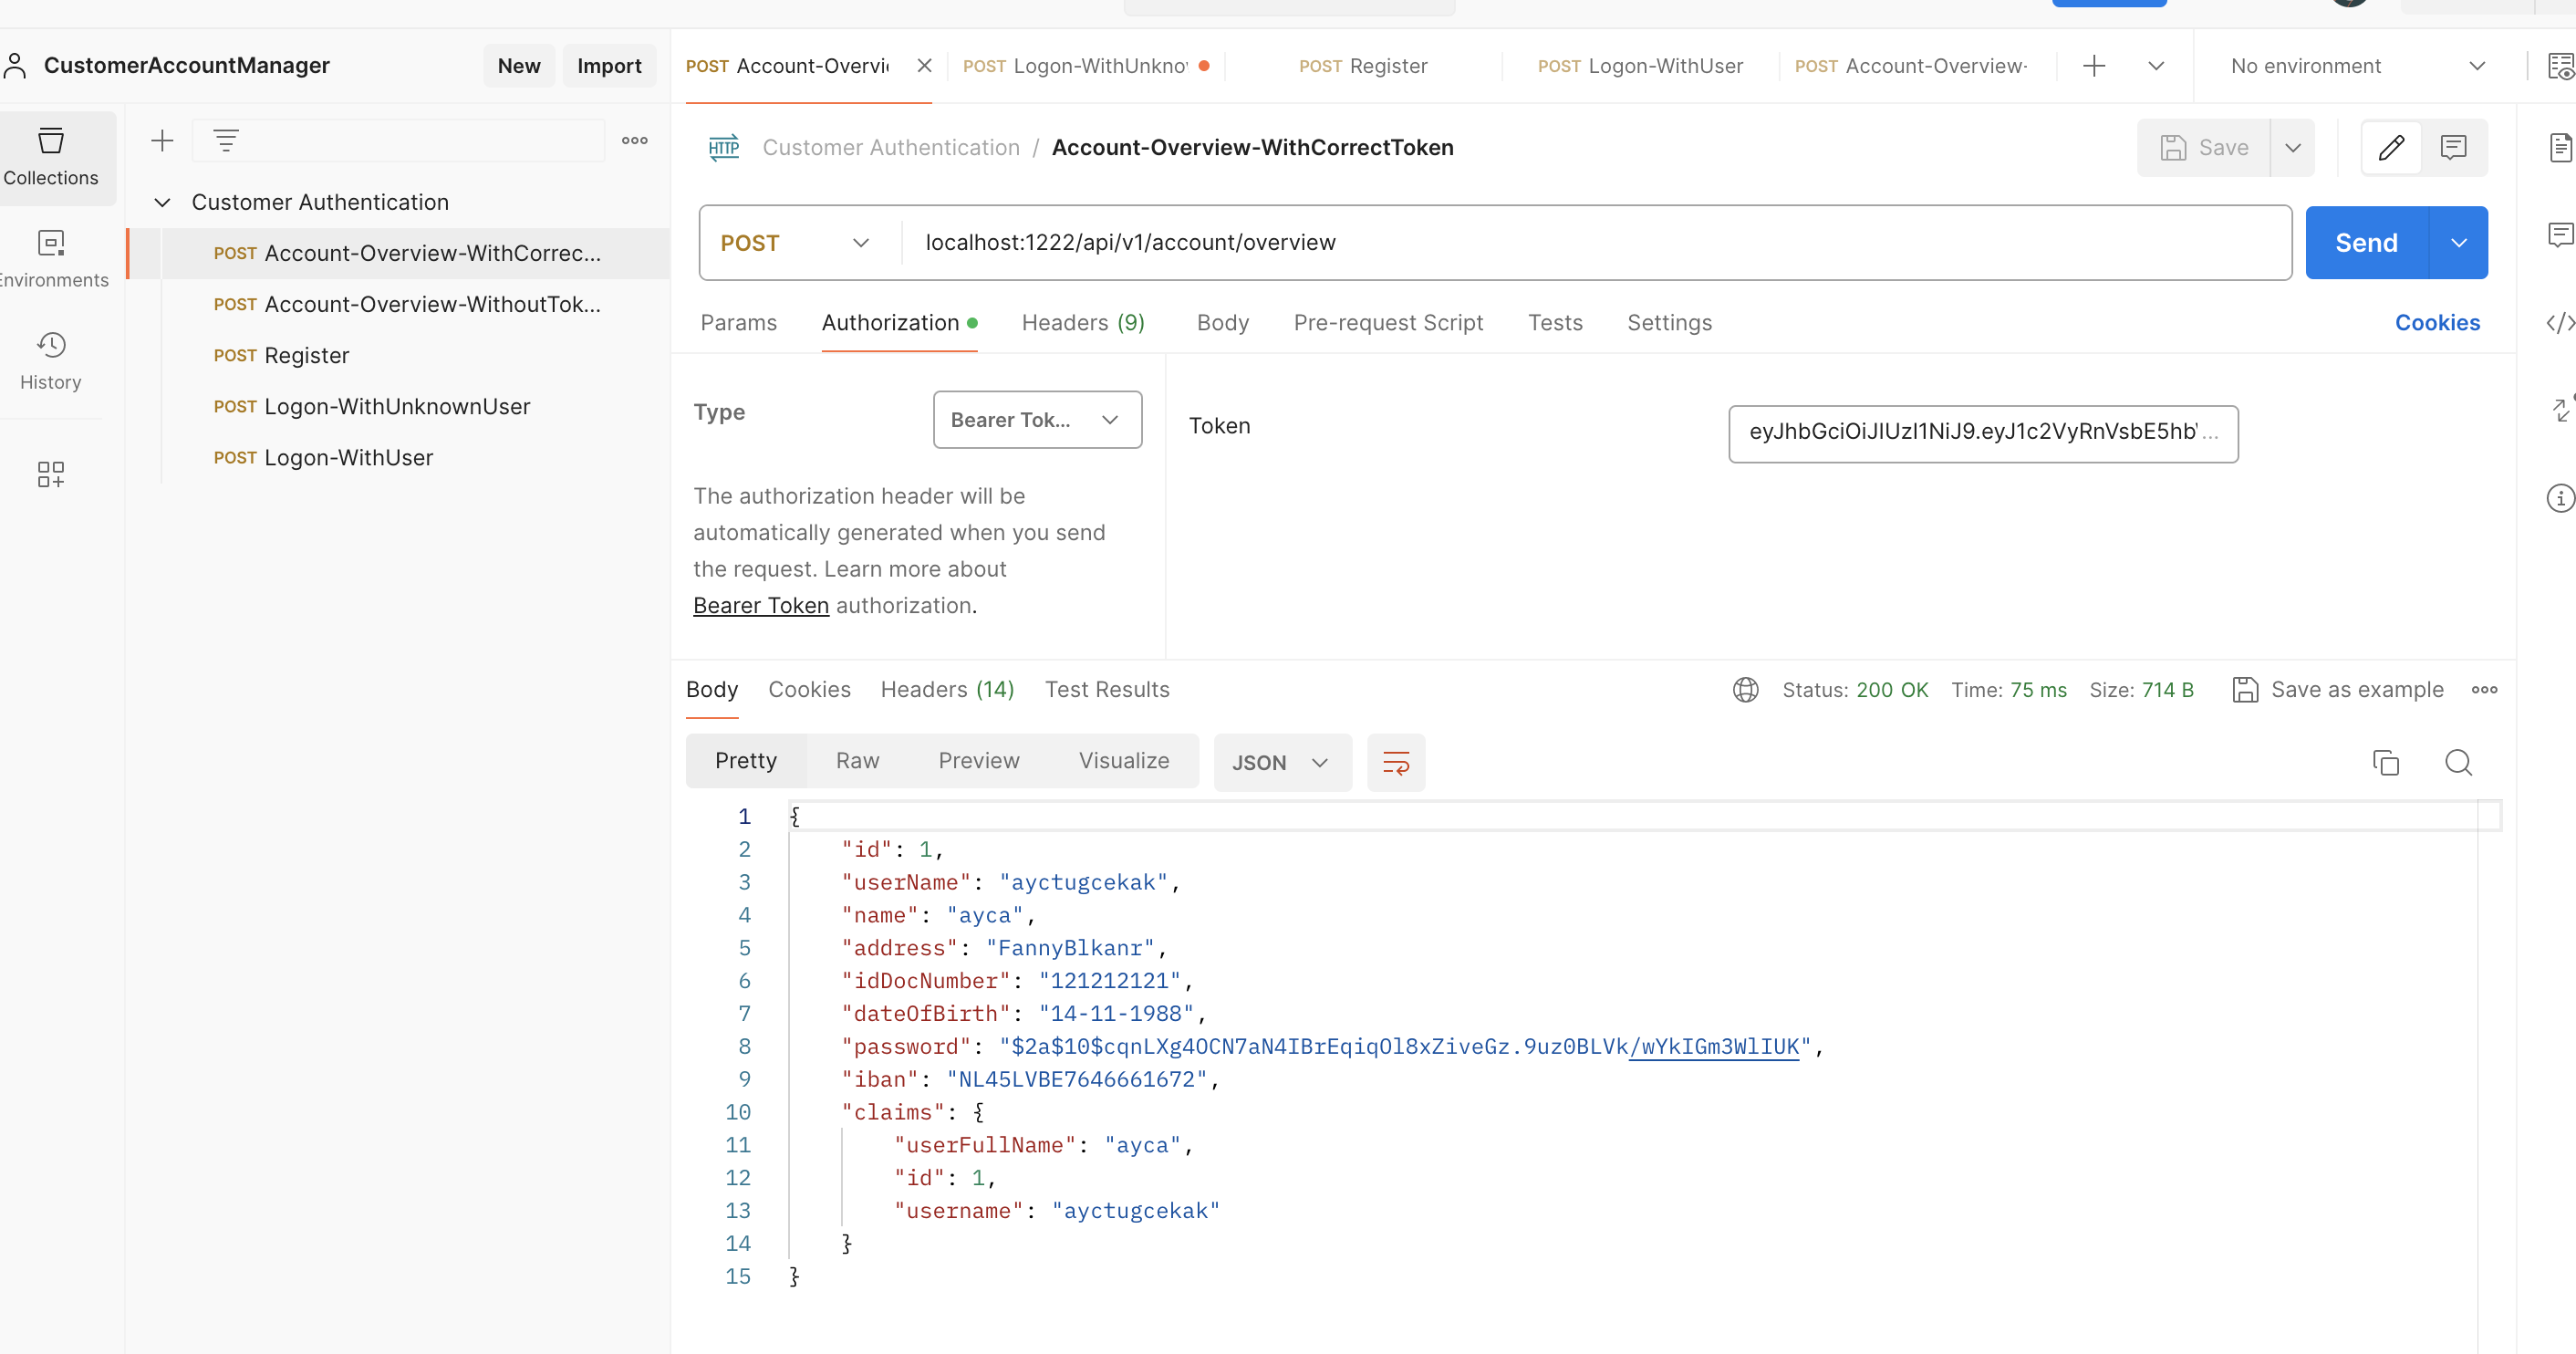 CustomerAccountManager
New
Import
POST Account-Overvi
POST Logon-WithUnkno
POST Register
POST Logon-WithUser
POST Account-Overview-
No environment
Collections
Environments
History
Customer Authentication
POST Account-Overview-WithCorrec...
POST Account-Overview-WithoutTok...
POST Register
POST Logon-WithUnknownUser
POST Logon-WithUser
HTTP Customer Authentication / Account-Overview-WithCorrectToken
Save
POST
localhost:1222/api/v1/account/overview
Send
Params
Authorization
Headers (9)
Body
Pre-request Script
Tests
Settings
Cookies
Type
Bearer Tok...
The authorization header will be
automatically generated when you send
the request. Learn more about
Bearer Token authorization.
Token
eyJhbGciOiJIUzI1NiJ9.eyJ1c2VyRnVsbE5hb...
Body
Cookies
Headers (14)
Test Results
Status: 200 OK
Time: 75 ms
Size: 714 B
Save as example
Pretty
Raw
Preview
Visualize
JSON
1 {
2 "id": 1,
3 "userName": "ayctugcekak",
4 "name": "ayca",
5 "address": "FannyBlkanr",
6 "idDocNumber": "121212121",
7 "dateOfBirth": "14-11-1988",
8 "password": "$2a$10$cqnLXg4OCN7aN4IBrEqiqOl8xZiveGz.9uz0BLVk/wYkIGm3WlIUK",
9 "iban": "NL45LVBE7646661672",
10 "claims": {
11 "userFullName": "ayca",
12 "id": 1,
13 "username": "ayctugcekak"
14 }
15 }